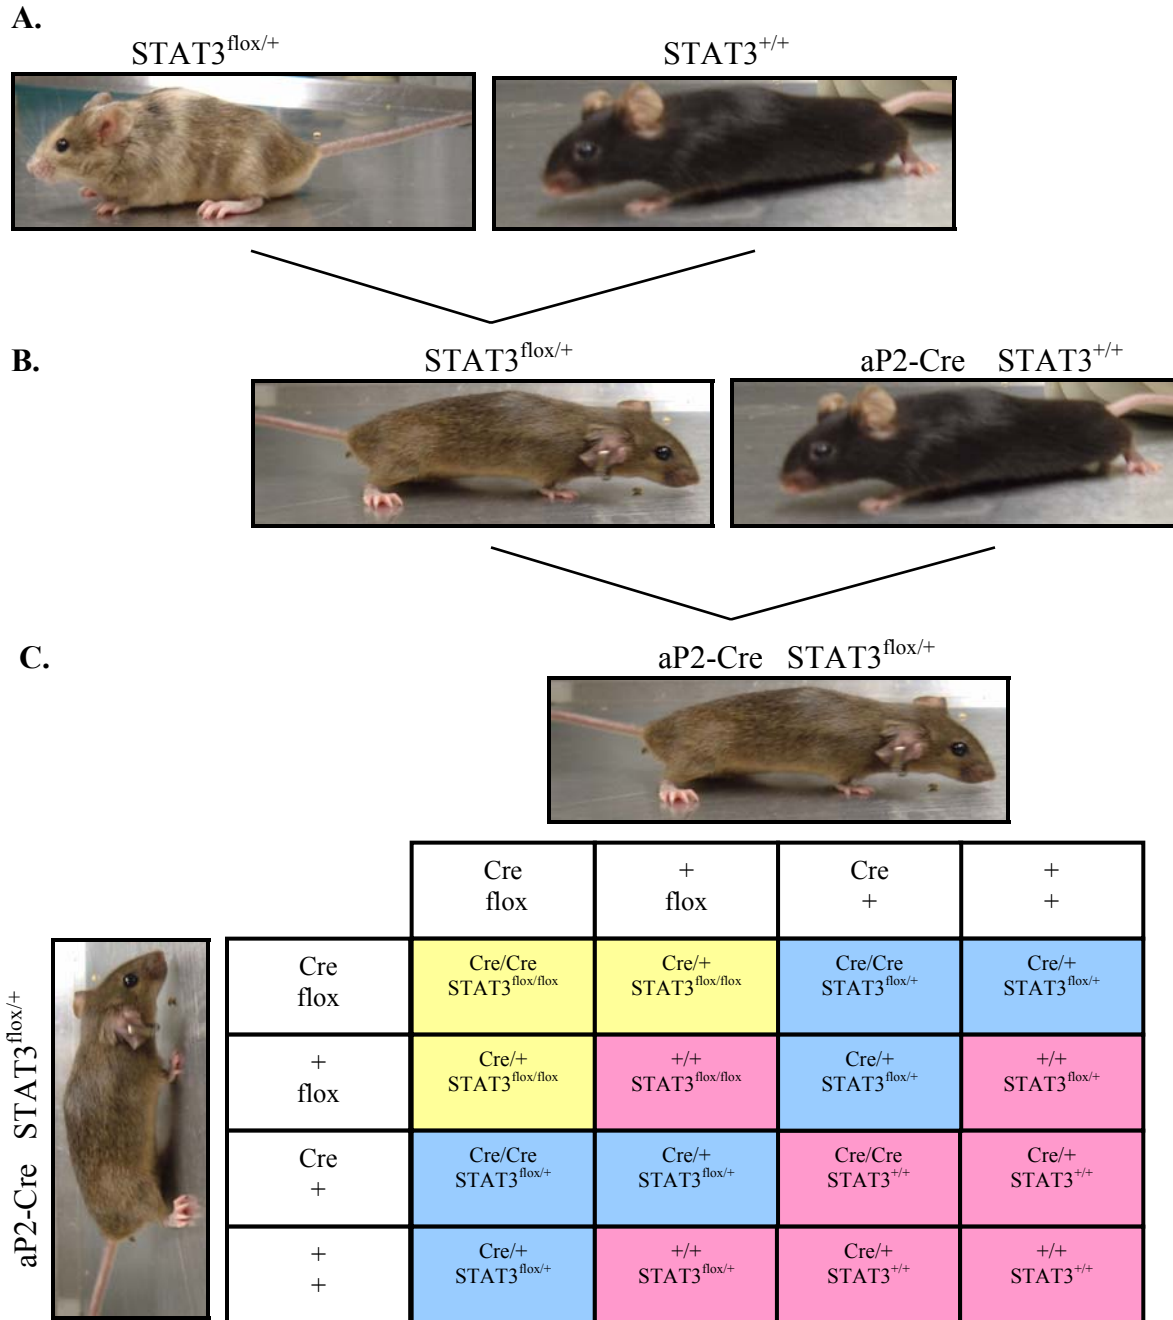 A.
STAT3flox/+ STAT3+/+
B.
STAT3flox/+ aP2-Cre STAT3+/+
C.
aP2-Cre STAT3flox/+
Cre + Cre +
flox flox + +
aP2-Cre STAT3flox/+
Cre Cre/Cre Cre/+ Cre/Cre Cre/+
flox STAT3flox/flox STAT3flox/flox STAT3flox/+ STAT3flox/+
+ Cre/+ +/+ Cre/+ +/+
flox STAT3flox/flox STAT3flox/flox STAT3flox/+ STAT3flox/+
Cre Cre/Cre Cre/+ Cre/Cre Cre/+
+ STAT3flox/+ STAT3flox/+ STAT3+/+ STAT3+/+
+ Cre/+ +/+ Cre/+ +/+
+ STAT3flox/+ STAT3flox/+ STAT3+/+ STAT3+/+